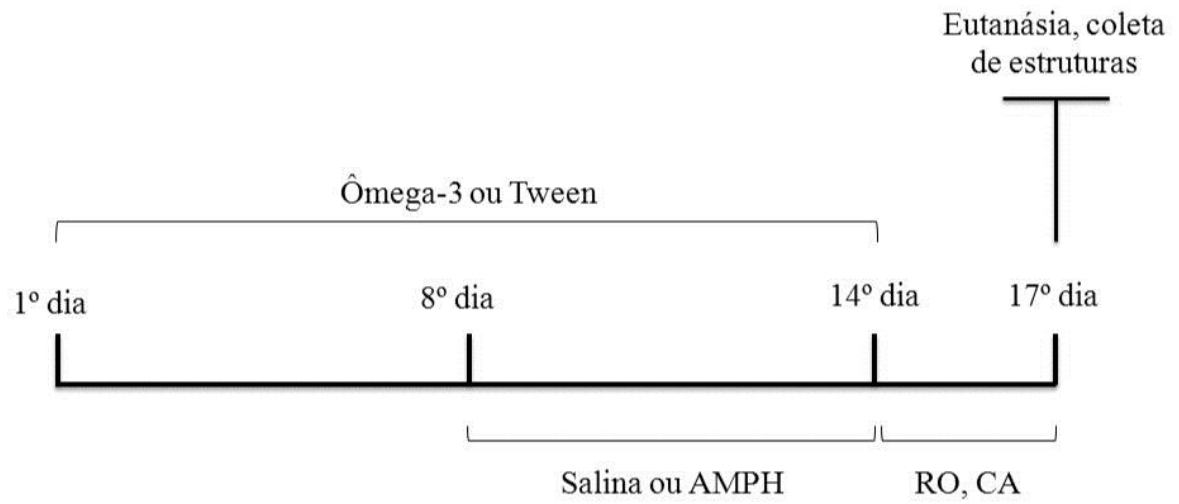 Eutanásia, coleta
de estruturas
Ômega-3 ou Tween
1º dia
8º dia
14º dia
17º dia
Salina ou AMPH
RO, CA